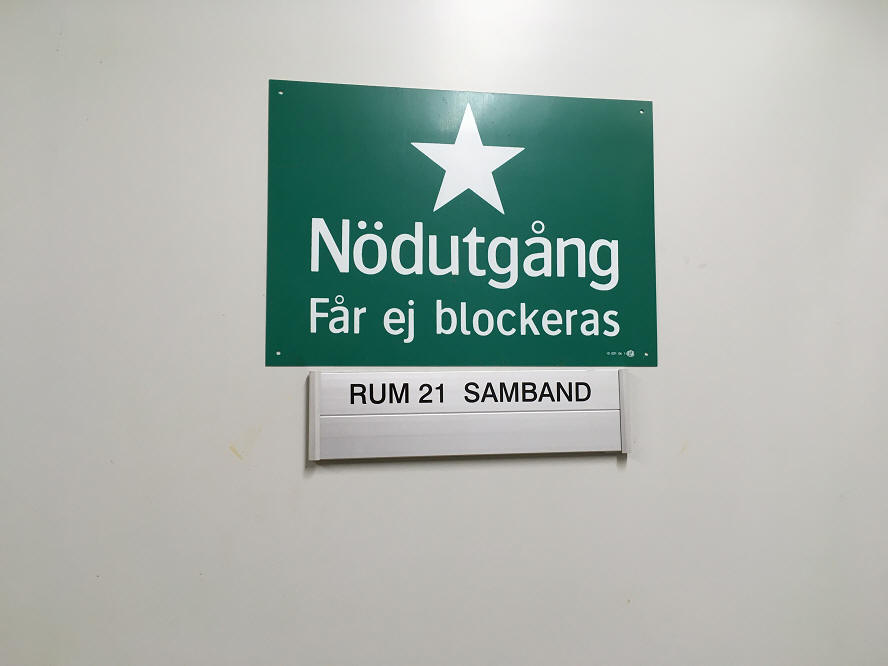 Nödutgång
Får ej blockeras
RUM 21 SAMBAND